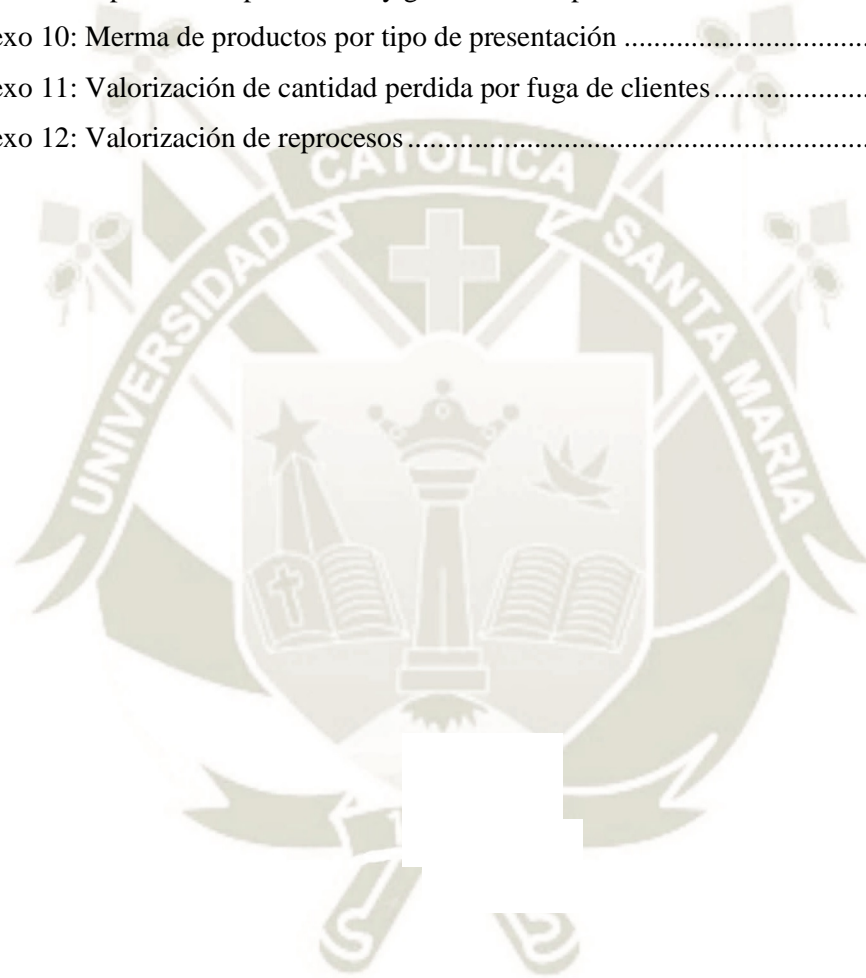 exo 10: Merma de productos por tipo de presentación ................................
exo 11: Valorización de cantidad perdida por fuga de clientes .....................
exo 12: Valorización de reprocesos ..............................................................
CATOLICA
UNIVERSIDAD
SANTA MARIA